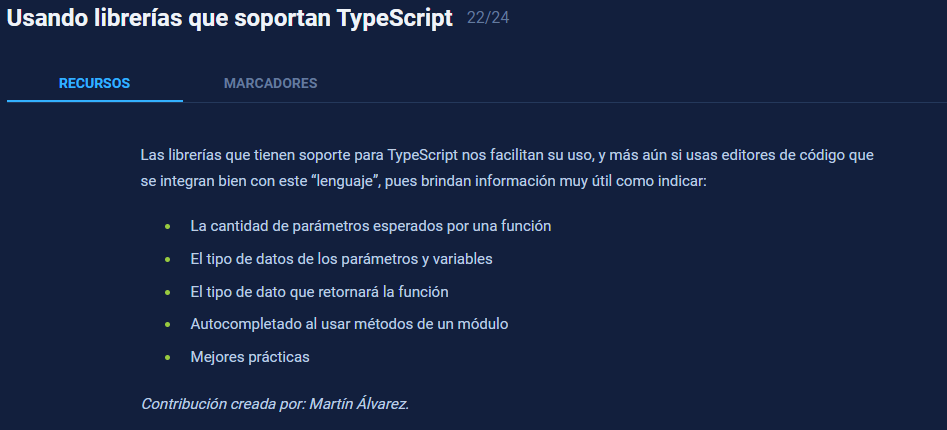 Usando librerías que soportan TypeScript 22/24
RECURSOS MARCADORES
Las librerías que tienen soporte para TypeScript nos facilitan su uso, y más aún si usas editores de código que
se integran bien con este “lenguaje”, pues brindan información muy útil como indicar:
• La cantidad de parámetros esperados por una función
• El tipo de datos de los parámetros y variables
• El tipo de dato que retornará la función
• Autocompletado al usar métodos de un módulo
• Mejores prácticas
Contribución creada por: Martín Álvarez.